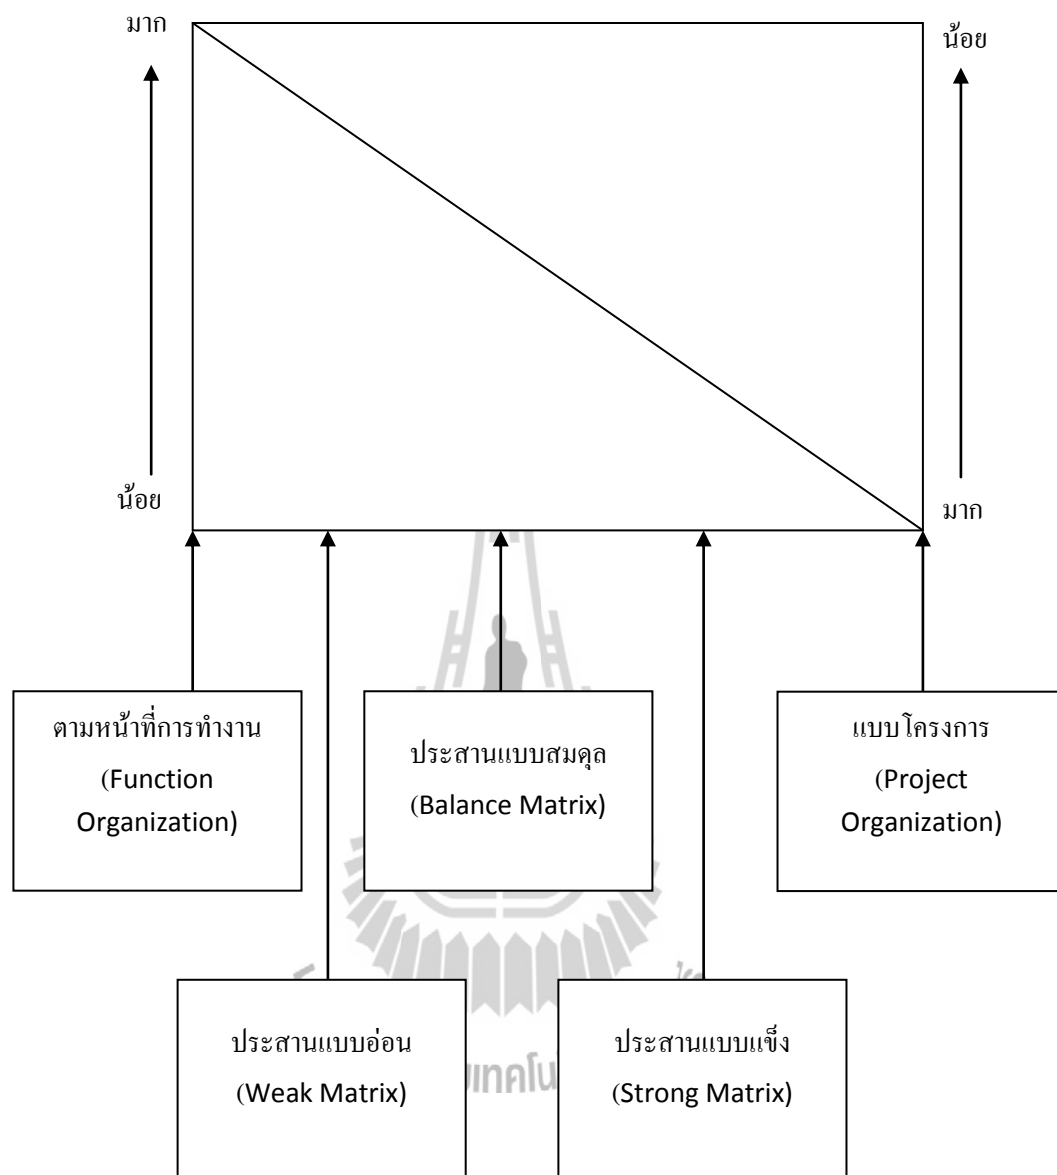 มาก
น้อย
น้อย
มาก
ตามหน้าที่การทำงาน
(Function
Organization)
ประสานแบบสมดุล
(Balance Matrix)
แบบโครงการ
(Project
Organization)
ประสานแบบอ่อน
(Weak Matrix)
ประสานแบบแข็ง
(Strong Matrix)